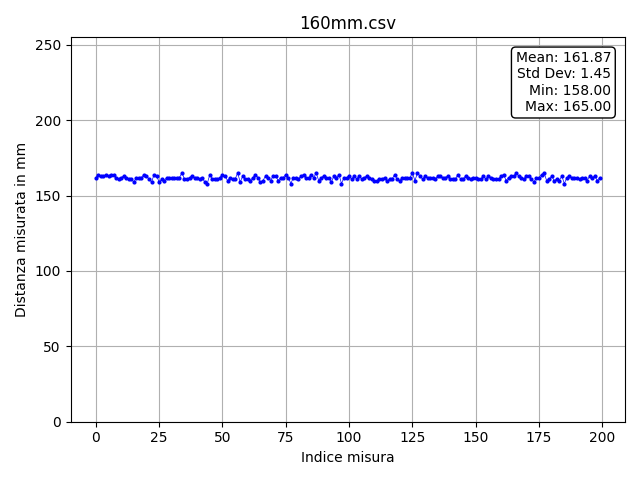 160mm.csv
Mean: 161.87
Std Dev: 1.45
Min: 158.00
Max: 165.00
250
200
150
100
50
0
Distanza misurata in mm
0 25 50 75 100 125 150 175 200
Indice misura